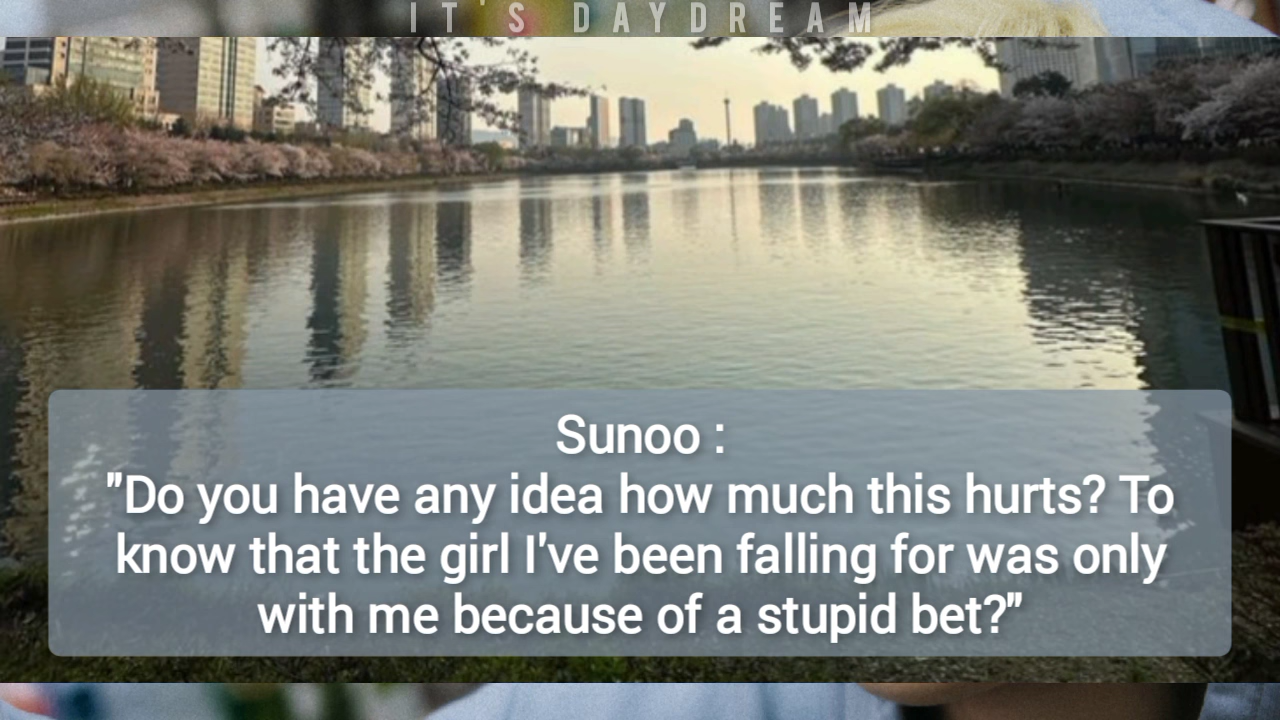 IT'S DAYDREAM
Sunoo :
"Do you have any idea how much this hurts? To
know that the girl I've been falling for was only
with me because of a stupid bet?"